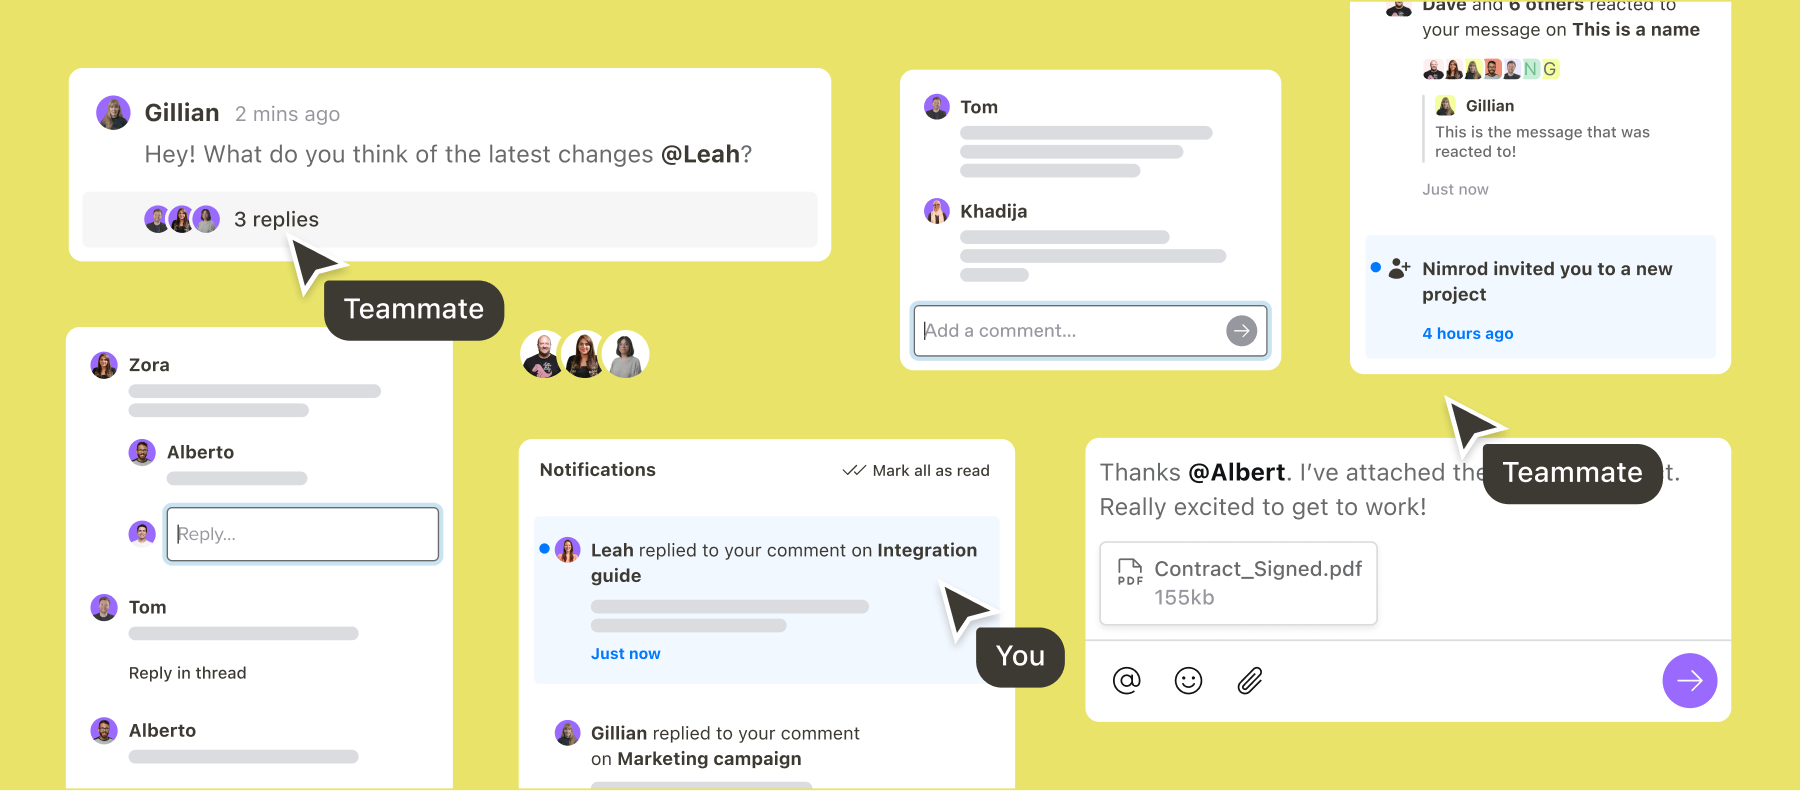 Gillian 2 mins ago
Hey! What do you think of the latest changes @Leah?
3 replies
Teammate
Zora
Alberto
Reply...
Tom
Reply in thread
Alberto
Notifications
Mark all as read
Leah replied to your comment on Integration
guide
Just now
You
Gillian replied to your comment
on Marketing campaign
Tom
Khadija
Add a comment...
Dave and 6 others reacted to
your message on This is a name
N G
Gillian
This is the message that was
reacted to!
Just now
Nimrod invited you to a new
project
4 hours ago
Teammate
Thanks @Albert. I’ve attached the
Really excited to get to work!
PDF
Contract_Signed.pdf
155kb